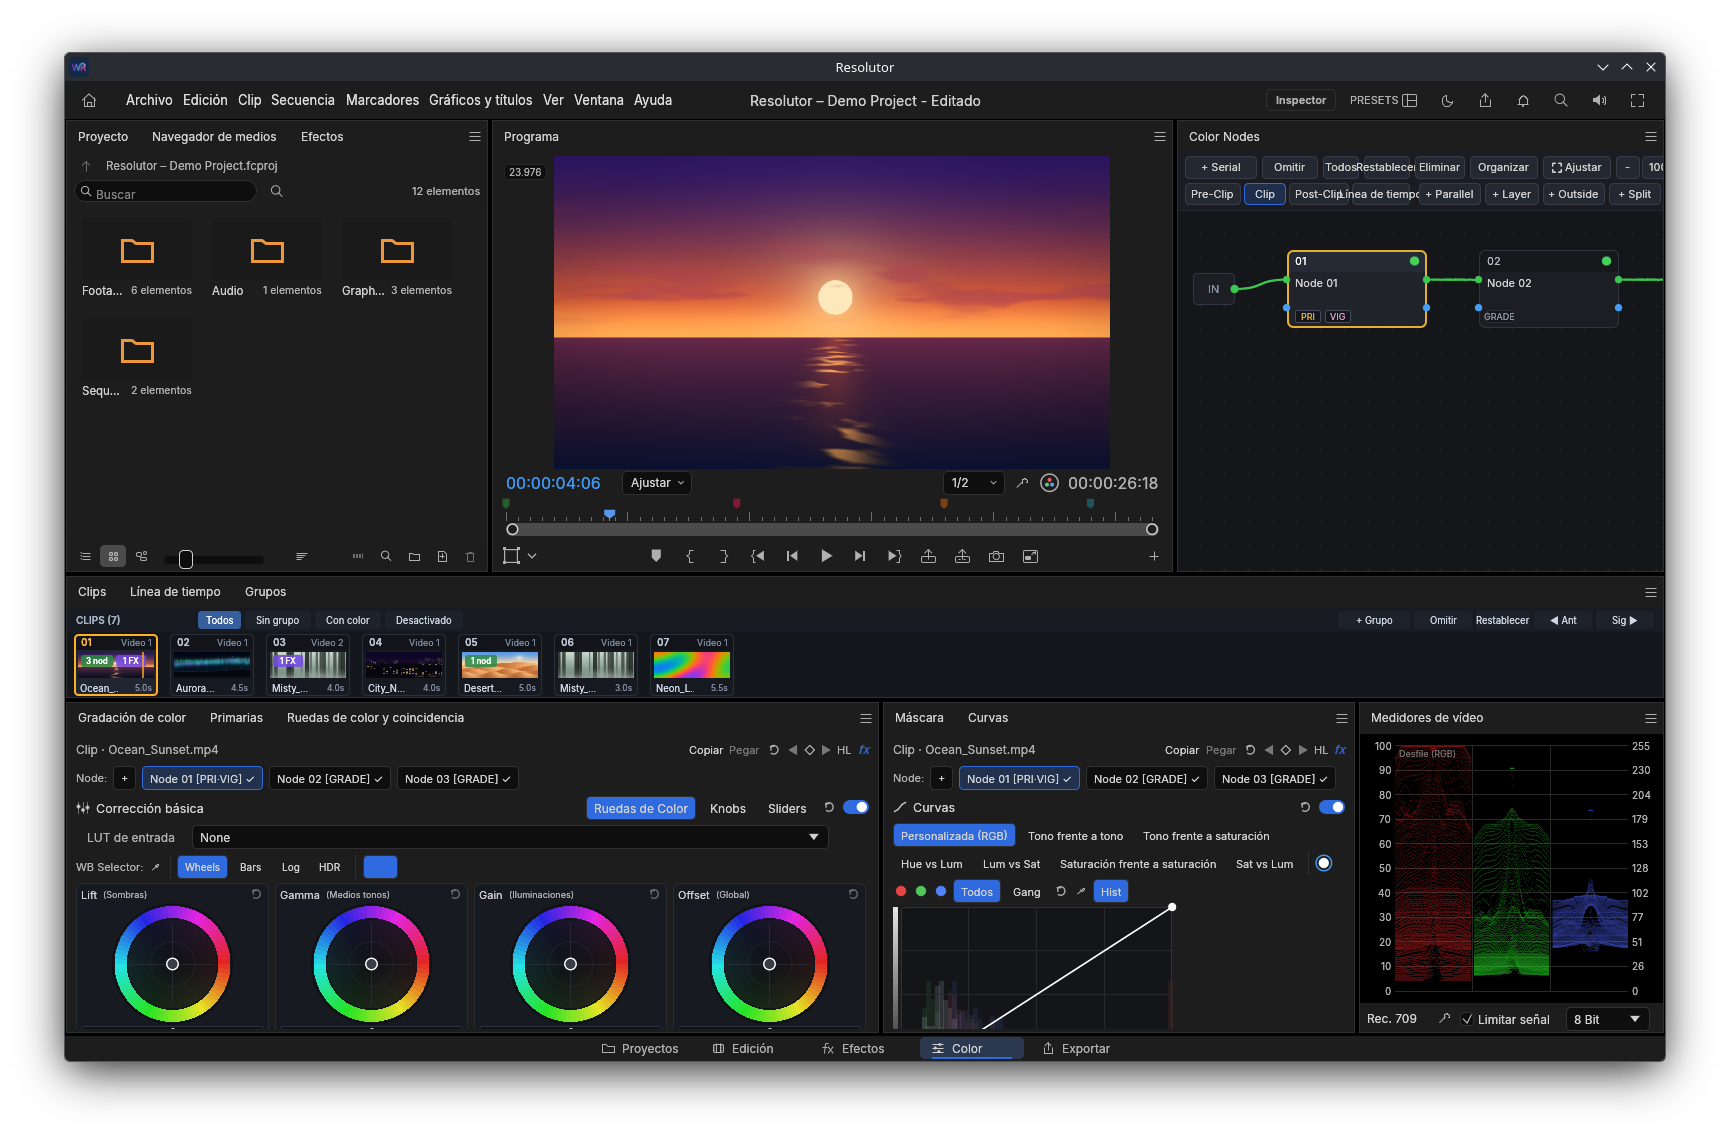 WR
Resolutor
Archivo Edición Clip Secuencia Marcadores Gráficos y títulos Ver Ventana Ayuda
Resolutor – Demo Project - Editado
Inspector
PRESETS
Proyecto Navegador de medios Efectos
Resolutor – Demo Project.fcproj
Buscar
12 elementos
Foota... 6 elementos
Audio 1 elementos
Graph... 3 elementos
Sequ... 2 elementos
Programa
23.976
00:00:04:06
Ajustar
1/2
00:00:26:18
Color Nodes
+ Serial Omitir Todos Restablecer Eliminar Organizar Ajustar - 100
Pre-Clip Clip Post-Clip Línea de tiempo + Parallel + Layer + Outside + Split
IN
01
Node 01
PRI VIG
02
Node 02
GRADE
Clips Línea de tiempo Grupos
CLIPS (7)
Todos Sin grupo Con color Desactivado
+ Grupo Omitir Restablecer ◀ Ant Sig ▶
01 Video 1
3 nod 1 FX
Ocean_.. 5.0s
02 Video 1
Aurora... 4.5s
03 Video 2
1 FX
Misty_... 4.0s
04 Video 1
City_N... 4.0s
05 Video 1
1 nod
Desert... 5.0s
06 Video 1
Misty_... 3.0s
07 Video 1
Neon_L.. 5.5s
Gradación de color Primarias Ruedas de color y coincidencia
Clip · Ocean_Sunset.mp4
Copiar Pegar HL fx
Node: + Node 01 [PRI·VIG] ✓ Node 02 [GRADE] ✓ Node 03 [GRADE] ✓
Corrección básica
Ruedas de Color Knobs Sliders
LUT de entrada None
WB Selector: Wheels Bars Log HDR
Lift (Sombras)
Gamma (Medios tonos)
Gain (Iluminaciones)
Offset (Global)
Máscara Curvas
Clip · Ocean_Sunset.mp4
Copiar Pegar HL fx
Node: + Node 01 [PRI·VIG] ✓ Node 02 [GRADE] ✓ Node 03 [GRADE] ✓
Curvas
Personalizada (RGB) Tono frente a tono Tono frente a saturación
Hue vs Lum Lum vs Sat Saturación frente a saturación Sat vs Lum
Todos Gang Hist
Medidores de vídeo
Desfile (RGB)
100 255
90 230
80 204
70 179
60 153
50 128
40 102
30 77
20 51
10 26
0 0
Rec. 709
Limitar señal
8 Bit
Proyectos Edición fx Efectos Color Exportar